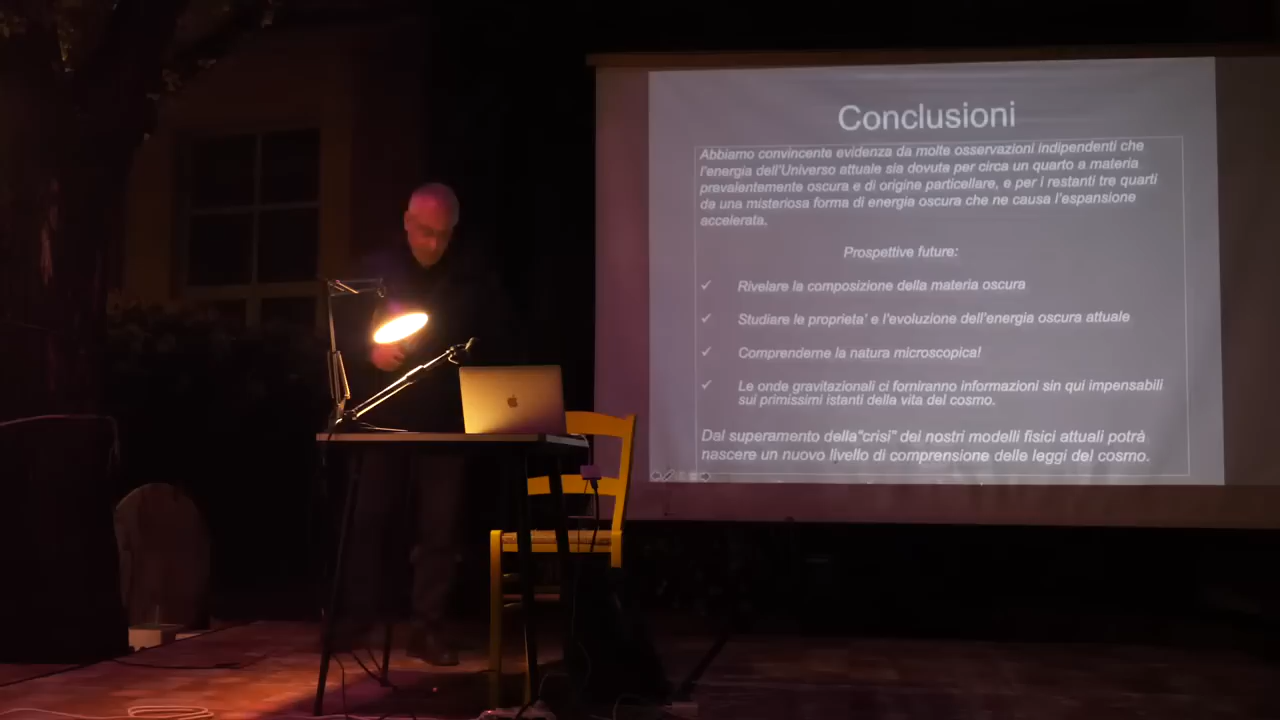 Conclusioni
Abbiamo convincente evidenza da molte osservazioni indipendenti che
l'energia dell'Universo attuale sia dovuta per circa un quarto a materia
prevalentemente oscura e di origine particellare, e per i restanti tre quarti
da una misteriosa forma di energia oscura che ne causa l'espansione
accelerata.
Prospettive future:
✓ Rivelare la composizione della materia oscura
✓ Studiare le proprieta' e l'evoluzione dell'energia oscura attuale
✓ Comprenderne la natura microscopica!
✓ Le onde gravitazionali ci forniranno informazioni sin qui impensabili
sui primissimi istanti della vita del cosmo.
Dal superamento della"crisi" dei nostri modelli fisici attuali potrà
nascere un nuovo livello di comprensione delle leggi del cosmo.